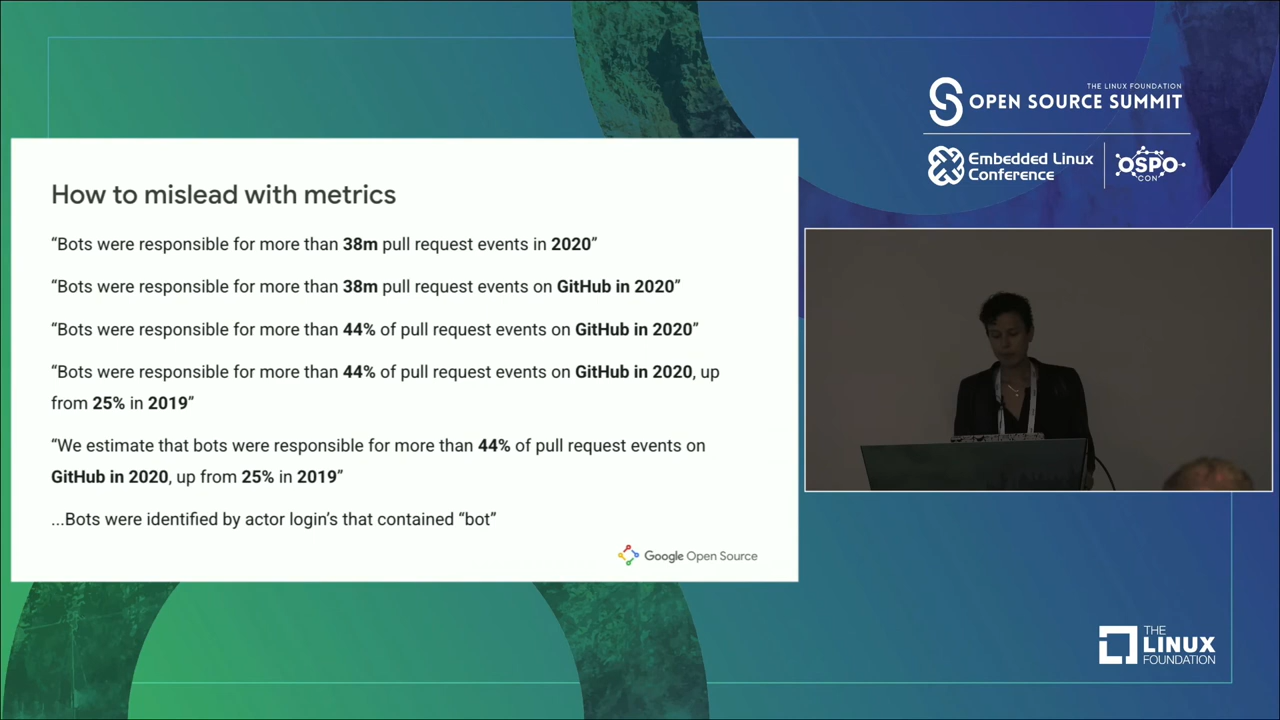 How to mislead with metrics
“Bots were responsible for more than 38m pull request events in 2020”
“Bots were responsible for more than 38m pull request events on GitHub in 2020”
“Bots were responsible for more than 44% of pull request events on GitHub in 2020”
“Bots were responsible for more than 44% of pull request events on GitHub in 2020, up
from 25% in 2019”
“We estimate that bots were responsible for more than 44% of pull request events on
GitHub in 2020, up from 25% in 2019”
...Bots were identified by actor login’s that contained “bot”
Google Open Source
THE LINUX FOUNDATION
OPEN SOURCE SUMMIT
Embedded Linux
Conference
OSPO
CON
THE
LINUX
FOUNDATION